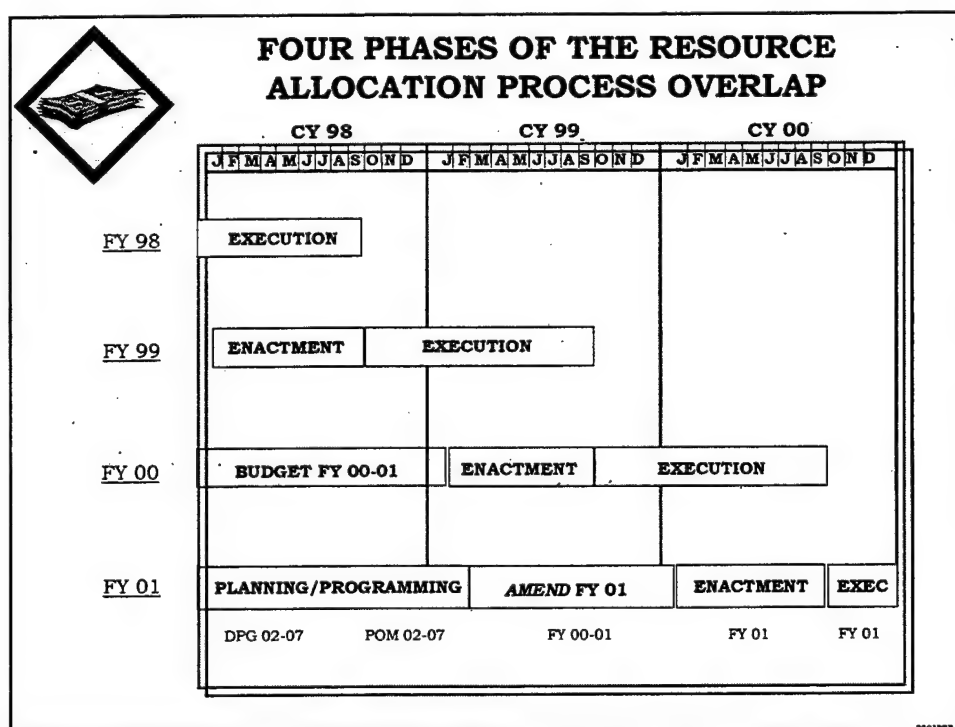 FOUR PHASES OF THE RESOURCE
ALLOCATION PROCESS OVERLAP
CY 98 CY 99 CY 00
J F M A M J J A S O N D J F M A M J J A S O N D J F M A M J J A S O N D
FY 98 EXECUTION
FY 99 ENACTMENT EXECUTION
FY 00 BUDGET FY 00-01 ENACTMENT EXECUTION
FY 01 PLANNING/PROGRAMMING AMEND FY 01 ENACTMENT EXEC
DPG 02-07 POM 02-07 FY 00-01 FY 01 FY 01